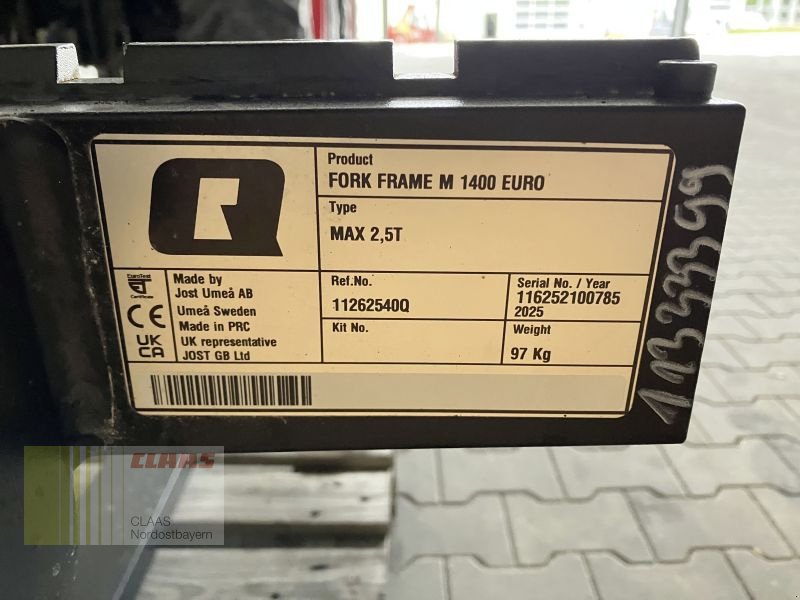 Product
FORK FRAME M 1400 EURO
Type
MAX 2,5T
EuroTest
Certificate
Made by
Jost Umeå AB
Umeå Sweden
Made in PRC
UK representative
JOST GB Ltd
CE
UK
CA
Ref.No.
11262540Q
Serial No. / Year
116252100785
2025
Kit No.
Weight
97 Kg
CLAAS
CLAAS
Nordostbayern